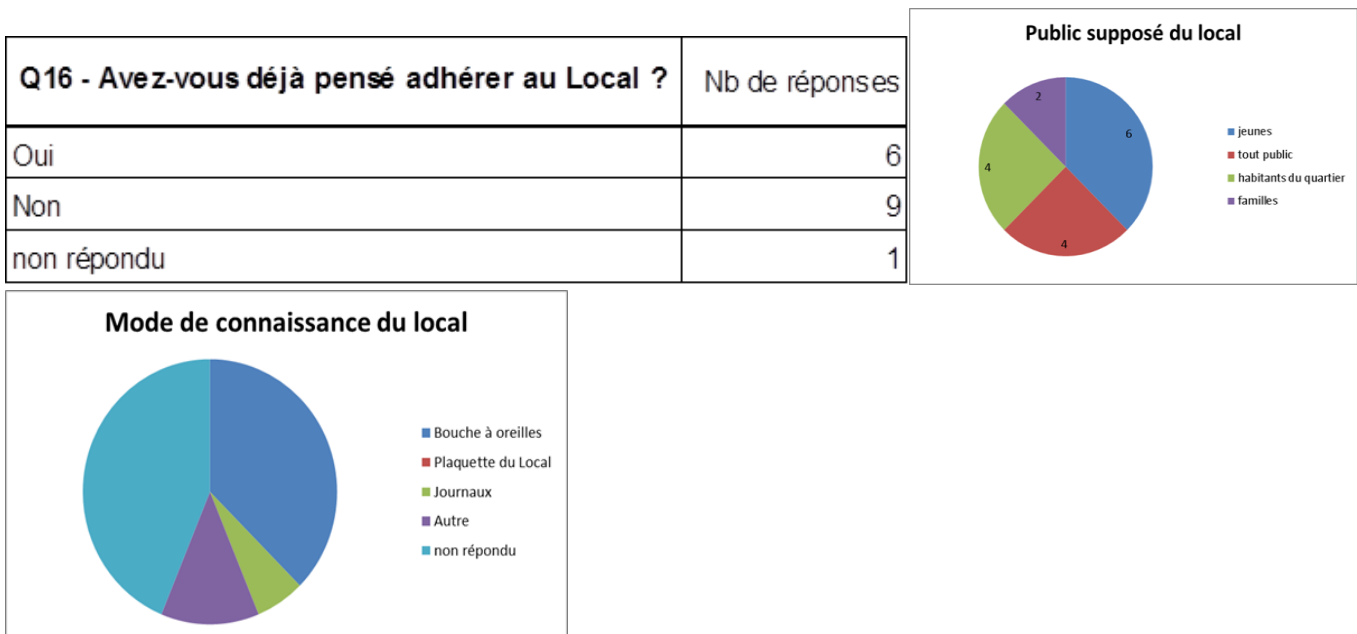 Q16 - Avez-vous déjà pensé adhérer au Local ? Nb de réponses
Oui 6
Non 9
non répondu 1
Public supposé du local
2
6
4
4
jeunes
tout public
habitants du quartier
familles
Mode de connaissance du local
Bouche à oreilles
Plaquette du Local
Journaux
Autre
non répondu